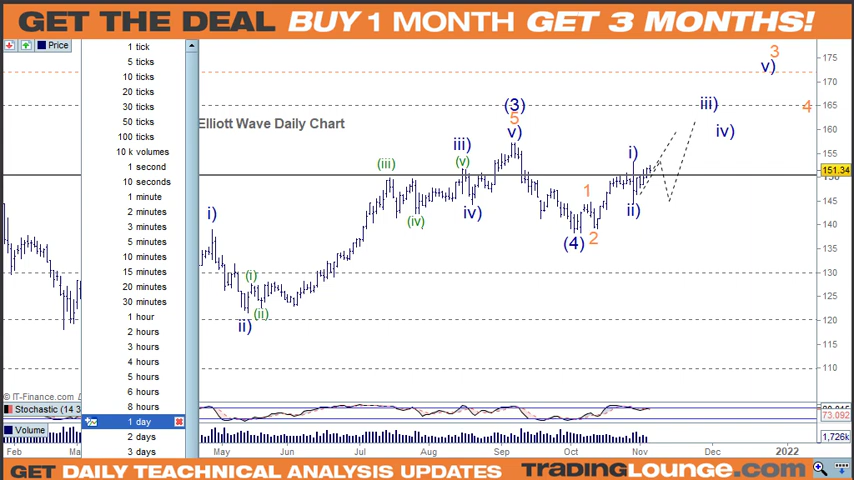 GET THE DEAL BUY 1 MONTH GET 3 MONTHS!
Price
1 tick
5 ticks
10 ticks
20 ticks
30 ticks
50 ticks
100 ticks
10 k volumes
1 second
10 seconds
1 minute
2 minutes
3 minutes
5 minutes
10 minutes
15 minutes
20 minutes
30 minutes
1 hour
2 hours
3 hours
4 hours
5 hours
6 hours
8 hours
1 day
2 days
3 days
Elliott Wave Daily Chart
3
v)
175
170
4
165
160
155
151.34
150
145
140
135
130
125
120
115
110
(3)
5
v)
iii)
(v)
(iii)
(iv)
iv)
i)
(i)
(ii)
ii)
1
(4)
2
i)
ii)
iii)
iv)
© IT-Finance.com
Stochastic (14 3
73.092
Volume
1,726k
Feb
Ma
May
Jun
Jul
Aug
Sep
Oct
Nov
Dec
2022
GET DAILY TEACHNICAL ANALYSIS UPDATES TRADINGLOUNGE.COM